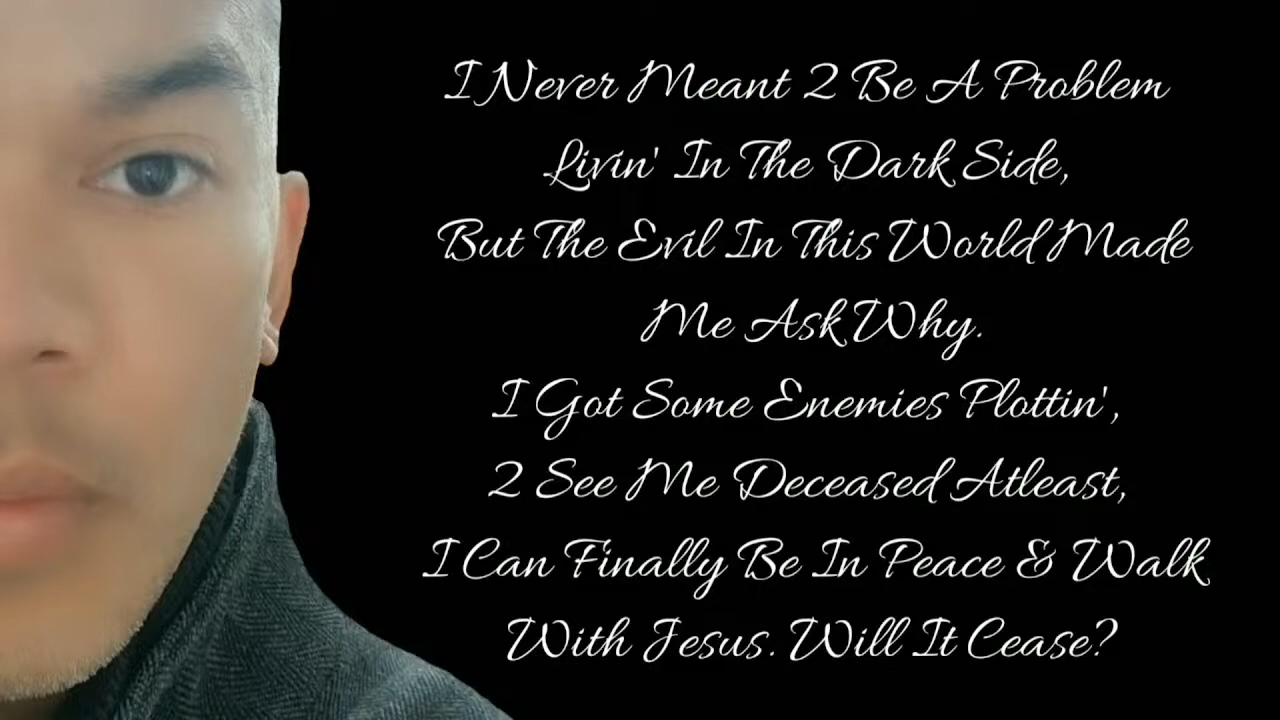 I Never Meant 2 Be A Problem
Livin' In The Dark Side,
But The Evil In This World Made
Me Ask Why.
I Got Some Enemies Plottin',
2 See Me Deceased Atleast,
I Can Finally Be In Peace & Walk
With Jesus. Will It Cease?